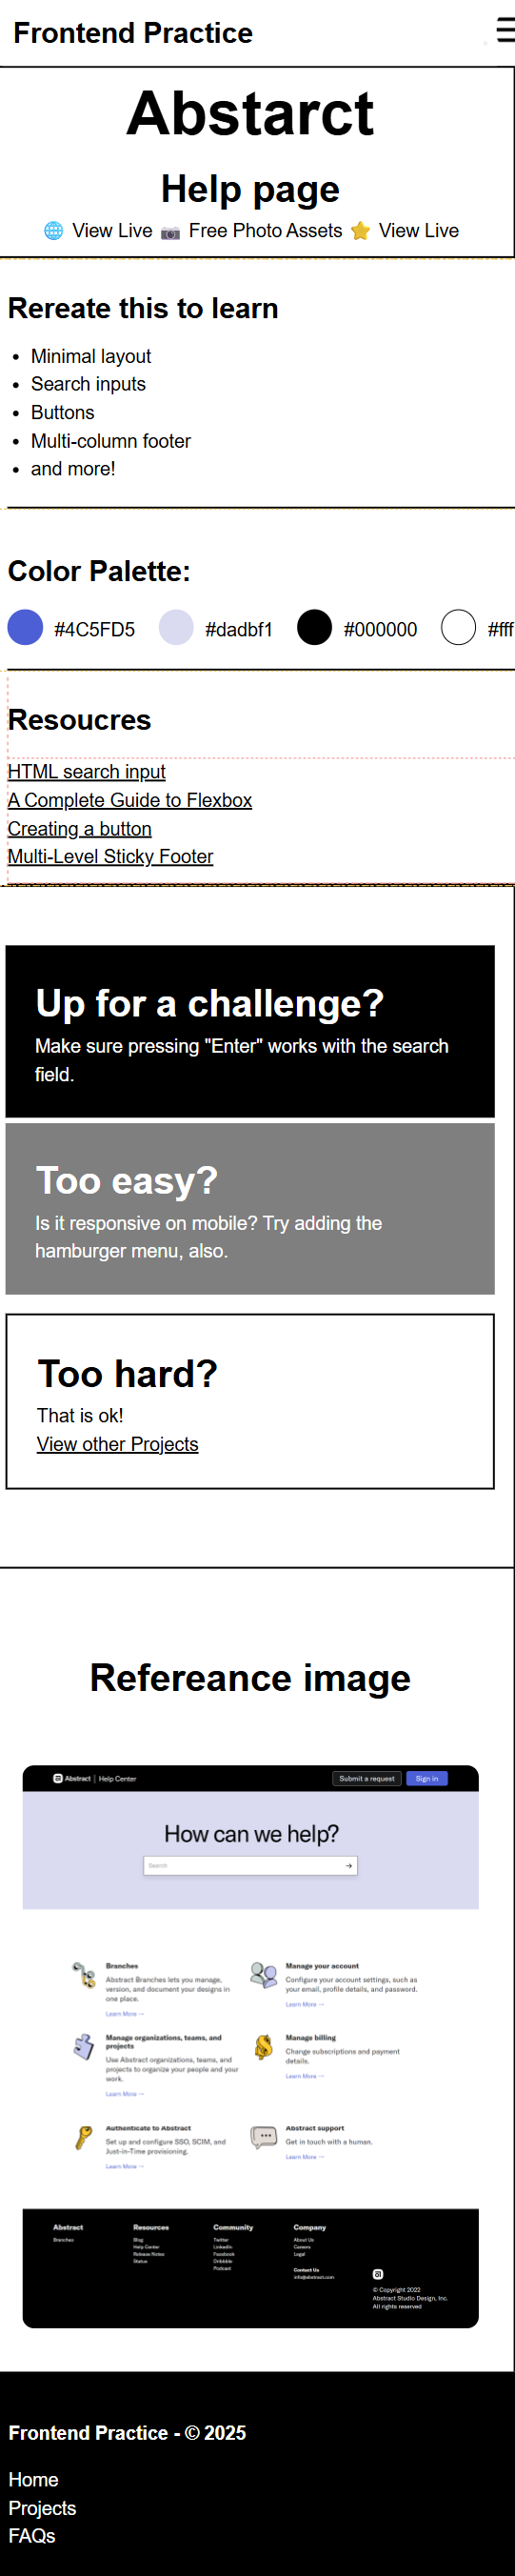 Frontend Practice
Abstarct
Help page
🌐 View Live 📷 Free Photo Assets ⭐ View Live
Rereate this to learn
• Minimal layout
• Search inputs
• Buttons
• Multi-column footer
• and more!
Color Palette:
#4C5FD5 #dadbf1 #000000 #fff
Resoucres
HTML search input
A Complete Guide to Flexbox
Creating a button
Multi-Level Sticky Footer
Up for a challenge?
Make sure pressing "Enter" works with the search
field.
Too easy?
Is it responsive on mobile? Try adding the
hamburger menu, also.
Too hard?
That is ok!
View other Projects
Refereance image
Abstract | Help Center Submit a request Sign in
How can we help?
Search →
Branches
Abstract Branches lets you manage,
version, and document your designs in
one place.
Learn More →
Manage your account
Configure your account settings, such as
your email, profile details, and password.
Learn More →
Manage organizations, teams, and
projects
Use Abstract organizations, teams, and
projects to organize your people and your
work.
Learn More →
Manage billing
Change subscriptions and payment
details.
Learn More →
Authenticate to Abstract
Set up and configure SSO, SCIM, and
Just-in-Time provisioning.
Learn More →
Abstract support
Get in touch with a human.
Learn More →
Abstract
Branches
Resources
Blog
Help Center
Release Notes
Status
Community
Twitter
LinkedIn
Facebook
Dribbble
Podcast
Company
About Us
Careers
Legal
Contact Us
info@abstract.com
© Copyright 2022
Abstract Studio Design, Inc.
All rights reserved
Frontend Practice - © 2025
Home
Projects
FAQs